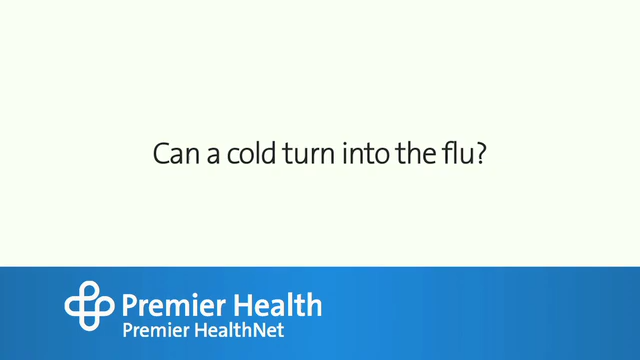 Can a cold turn into the flu?
Premier Health
Premier HealthNet